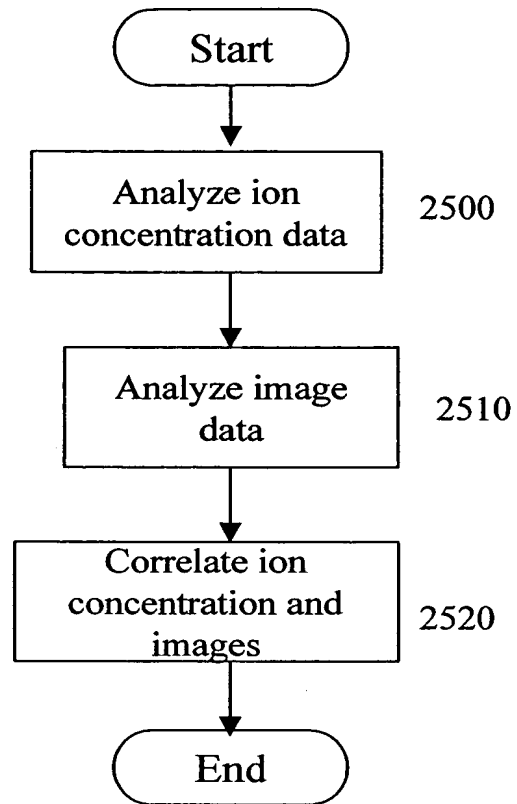 Start
Analyze ion
concentration data
2500
Analyze image
data
2510
Correlate ion
concentration and
images
2520
End